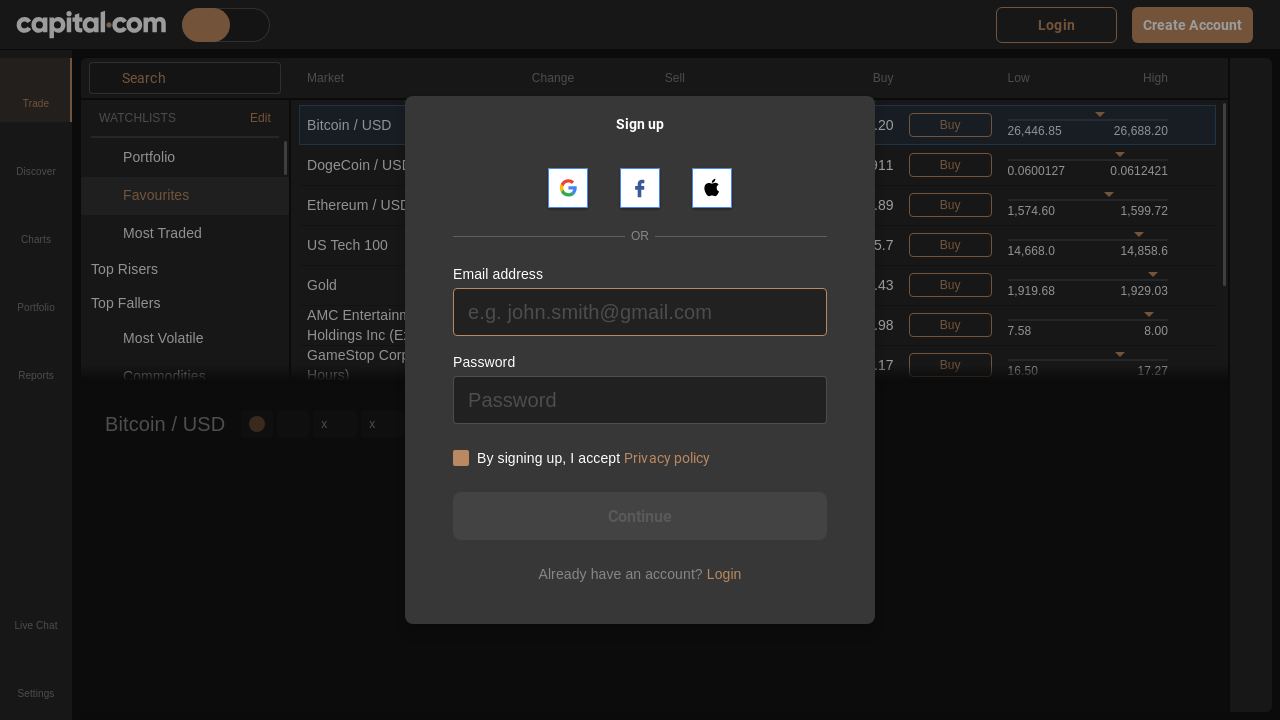 capital.com
Login
Create Account
Trade
Discover
Charts
Portfolio
Reports
Live Chat
Settings
Search
Market Change Sell Buy Low High
WATCHLISTS Edit
Portfolio
Favourites
Most Traded
Top Risers
Top Fallers
Most Volatile
Commodities
Bitcoin / USD .20 Buy 26,446.85 26,688.20
DogeCoin / USD 911 Buy 0.0600127 0.0612421
Ethereum / USD .89 Buy 1,574.60 1,599.72
US Tech 100 5.7 Buy 14,668.0 14,858.6
Gold .43 Buy 1,919.68 1,929.03
AMC Entertainm
Holdings Inc (Ex .98 Buy 7.58 8.00
GameStop Corp
Hours) .17 Buy 16.50 17.27
Bitcoin / USD x x
Sign up
OR
Email address
e.g. john.smith@gmail.com
Password
Password
By signing up, I accept Privacy policy
Continue
Already have an account? Login